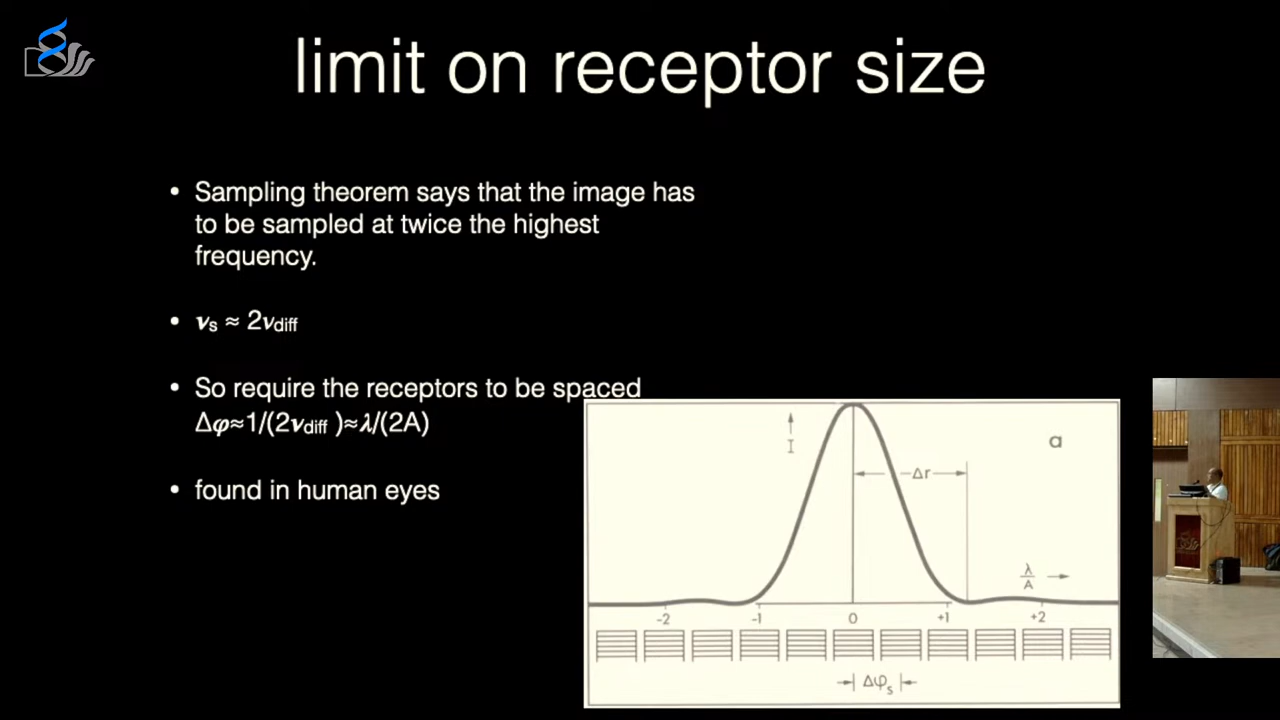 limit on receptor size
• Sampling theorem says that the image has
to be sampled at twice the highest
frequency.
• νs ≈ 2νdiff
• So require the receptors to be spaced
Δφ≈1/(2νdiff )≈λ/(2A)
• found in human eyes
I
a
Δr
λ/A
-2 -1 0 +1 +2
Δφs